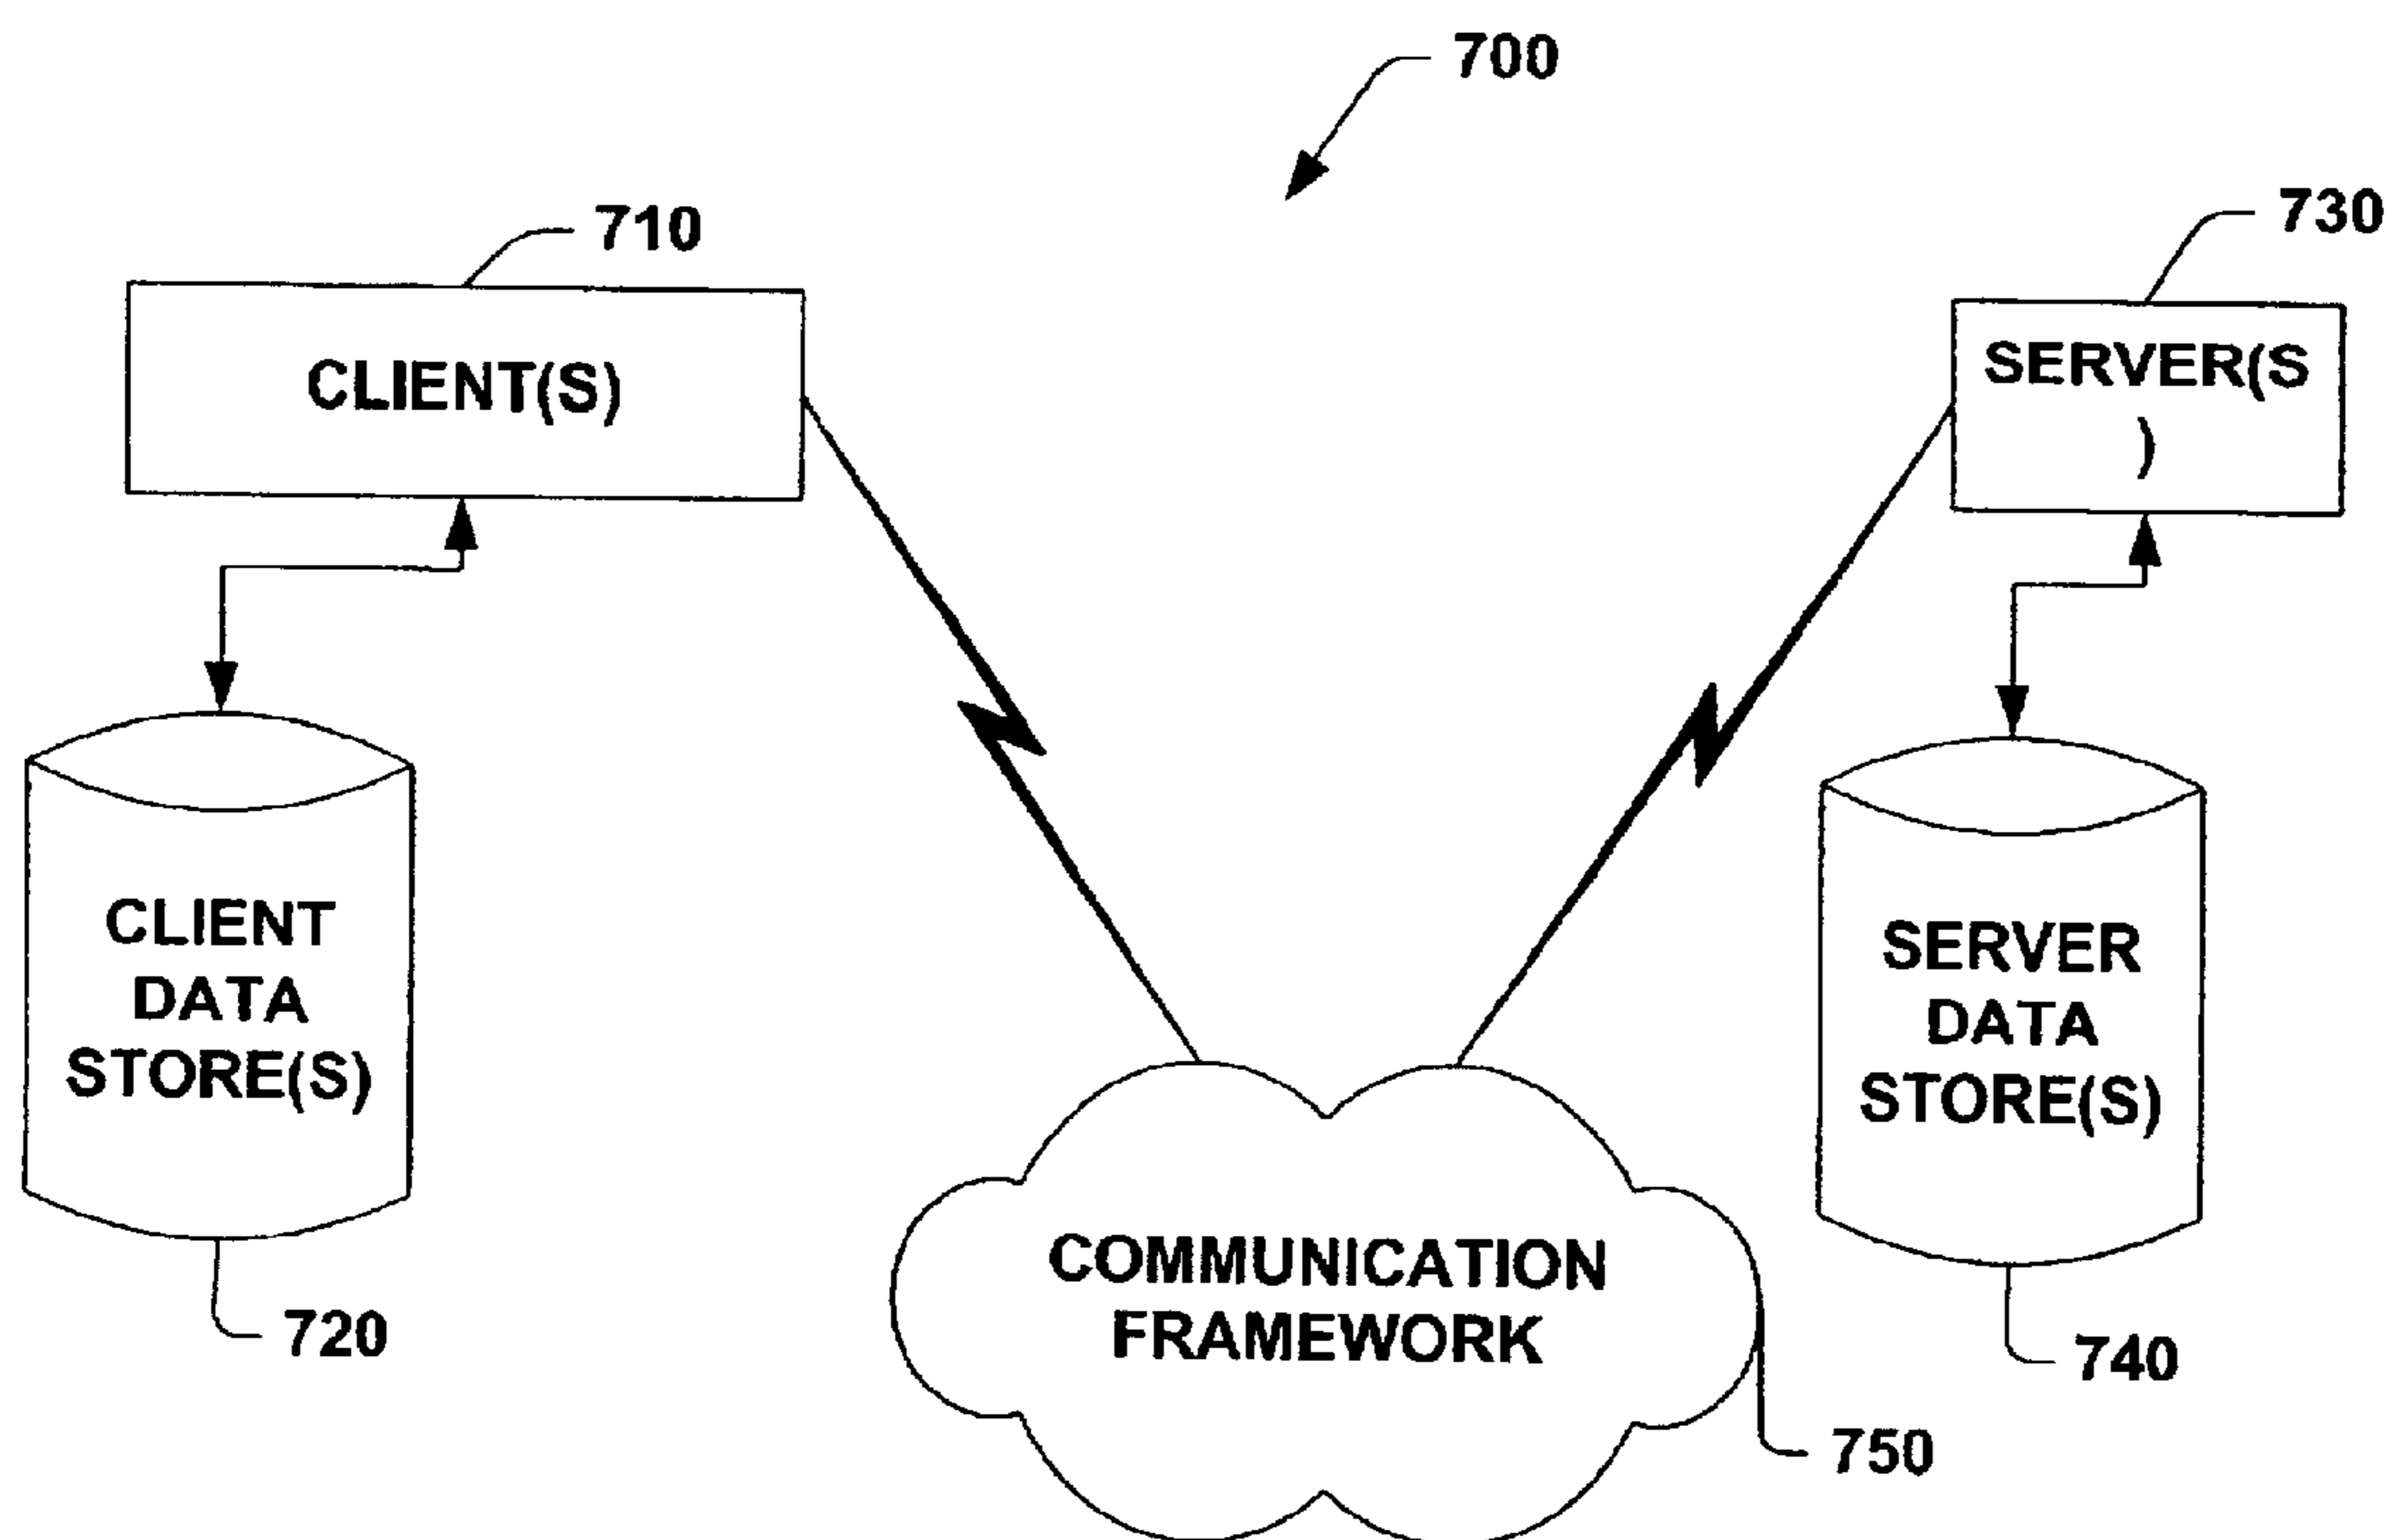 700
710
730
CLIENT(S)
SERVER(S
)
CLIENT
DATA
STORE(S)
SERVER
DATA
STORE(S)
COMMUNICATION
FRAMEWORK
720
740
750